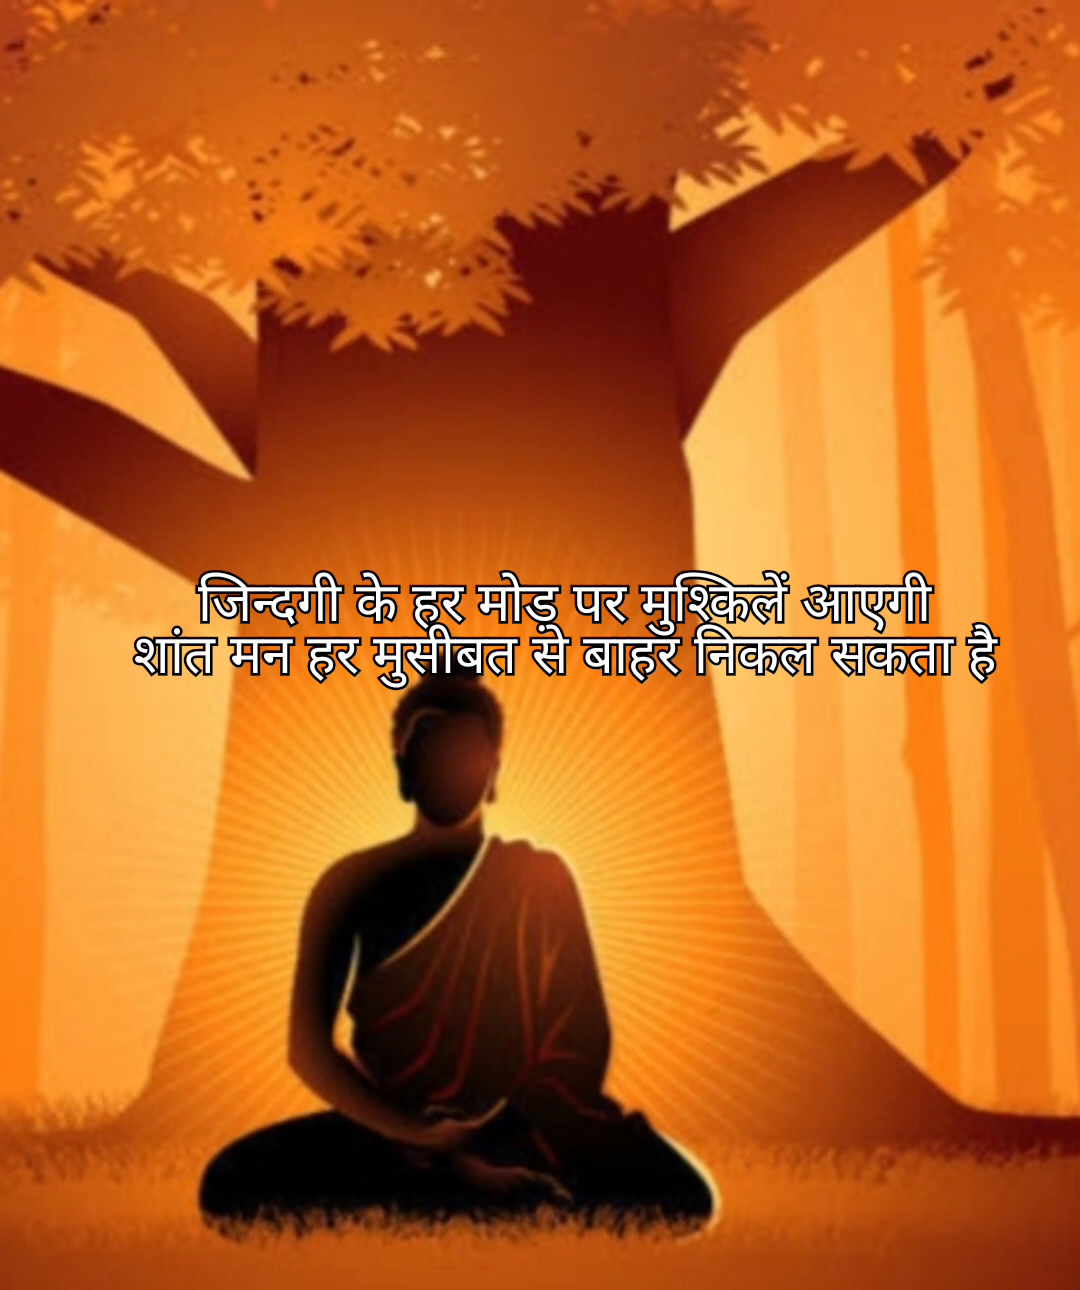 जिन्दगी के हर मोड़ पर मुश्किलें आएगी
शांत मन हर मुसीबत से बाहर निकल सकता है